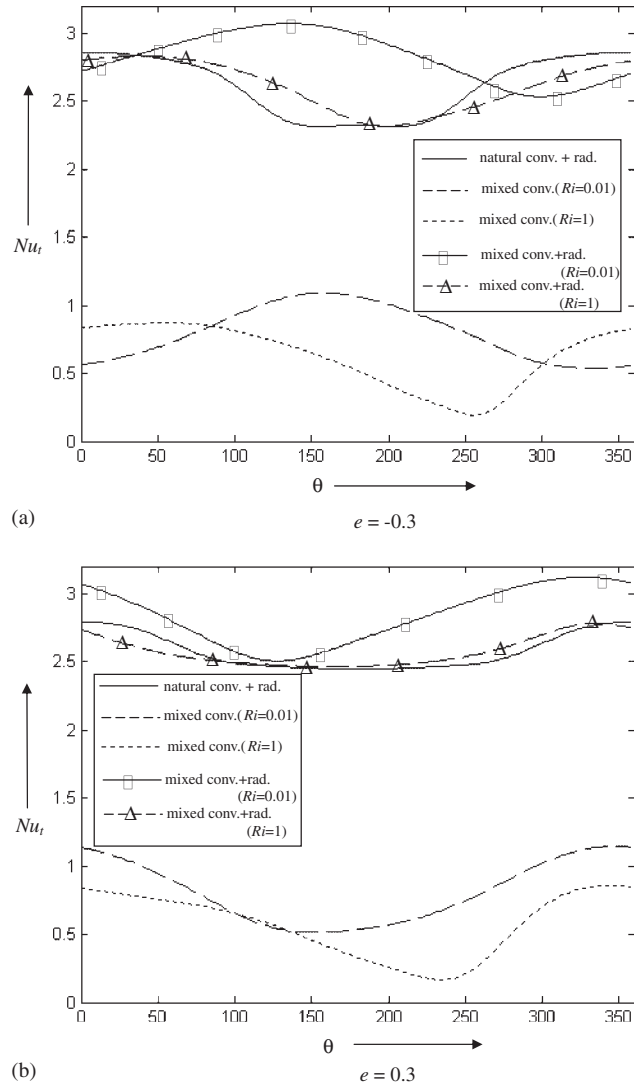 3
2.5
2
1.5
1
0.5
0
Nu_t
natural conv. + rad.
mixed conv.(Ri=0.01)
mixed conv.(Ri=1)
mixed conv.+rad.
(Ri=0.01)
mixed conv.+rad.
(Ri=1)
0 50 100 150 200 250 300 350
θ
(a)
e = -0.3
3
2.5
2
1.5
1
0.5
0
Nu_t
natural conv. + rad.
mixed conv.(Ri=0.01)
mixed conv.(Ri=1)
mixed conv.+rad.
(Ri=0.01)
mixed conv.+rad.
(Ri=1)
0 50 100 150 200 250 300 350
θ
(b)
e = 0.3